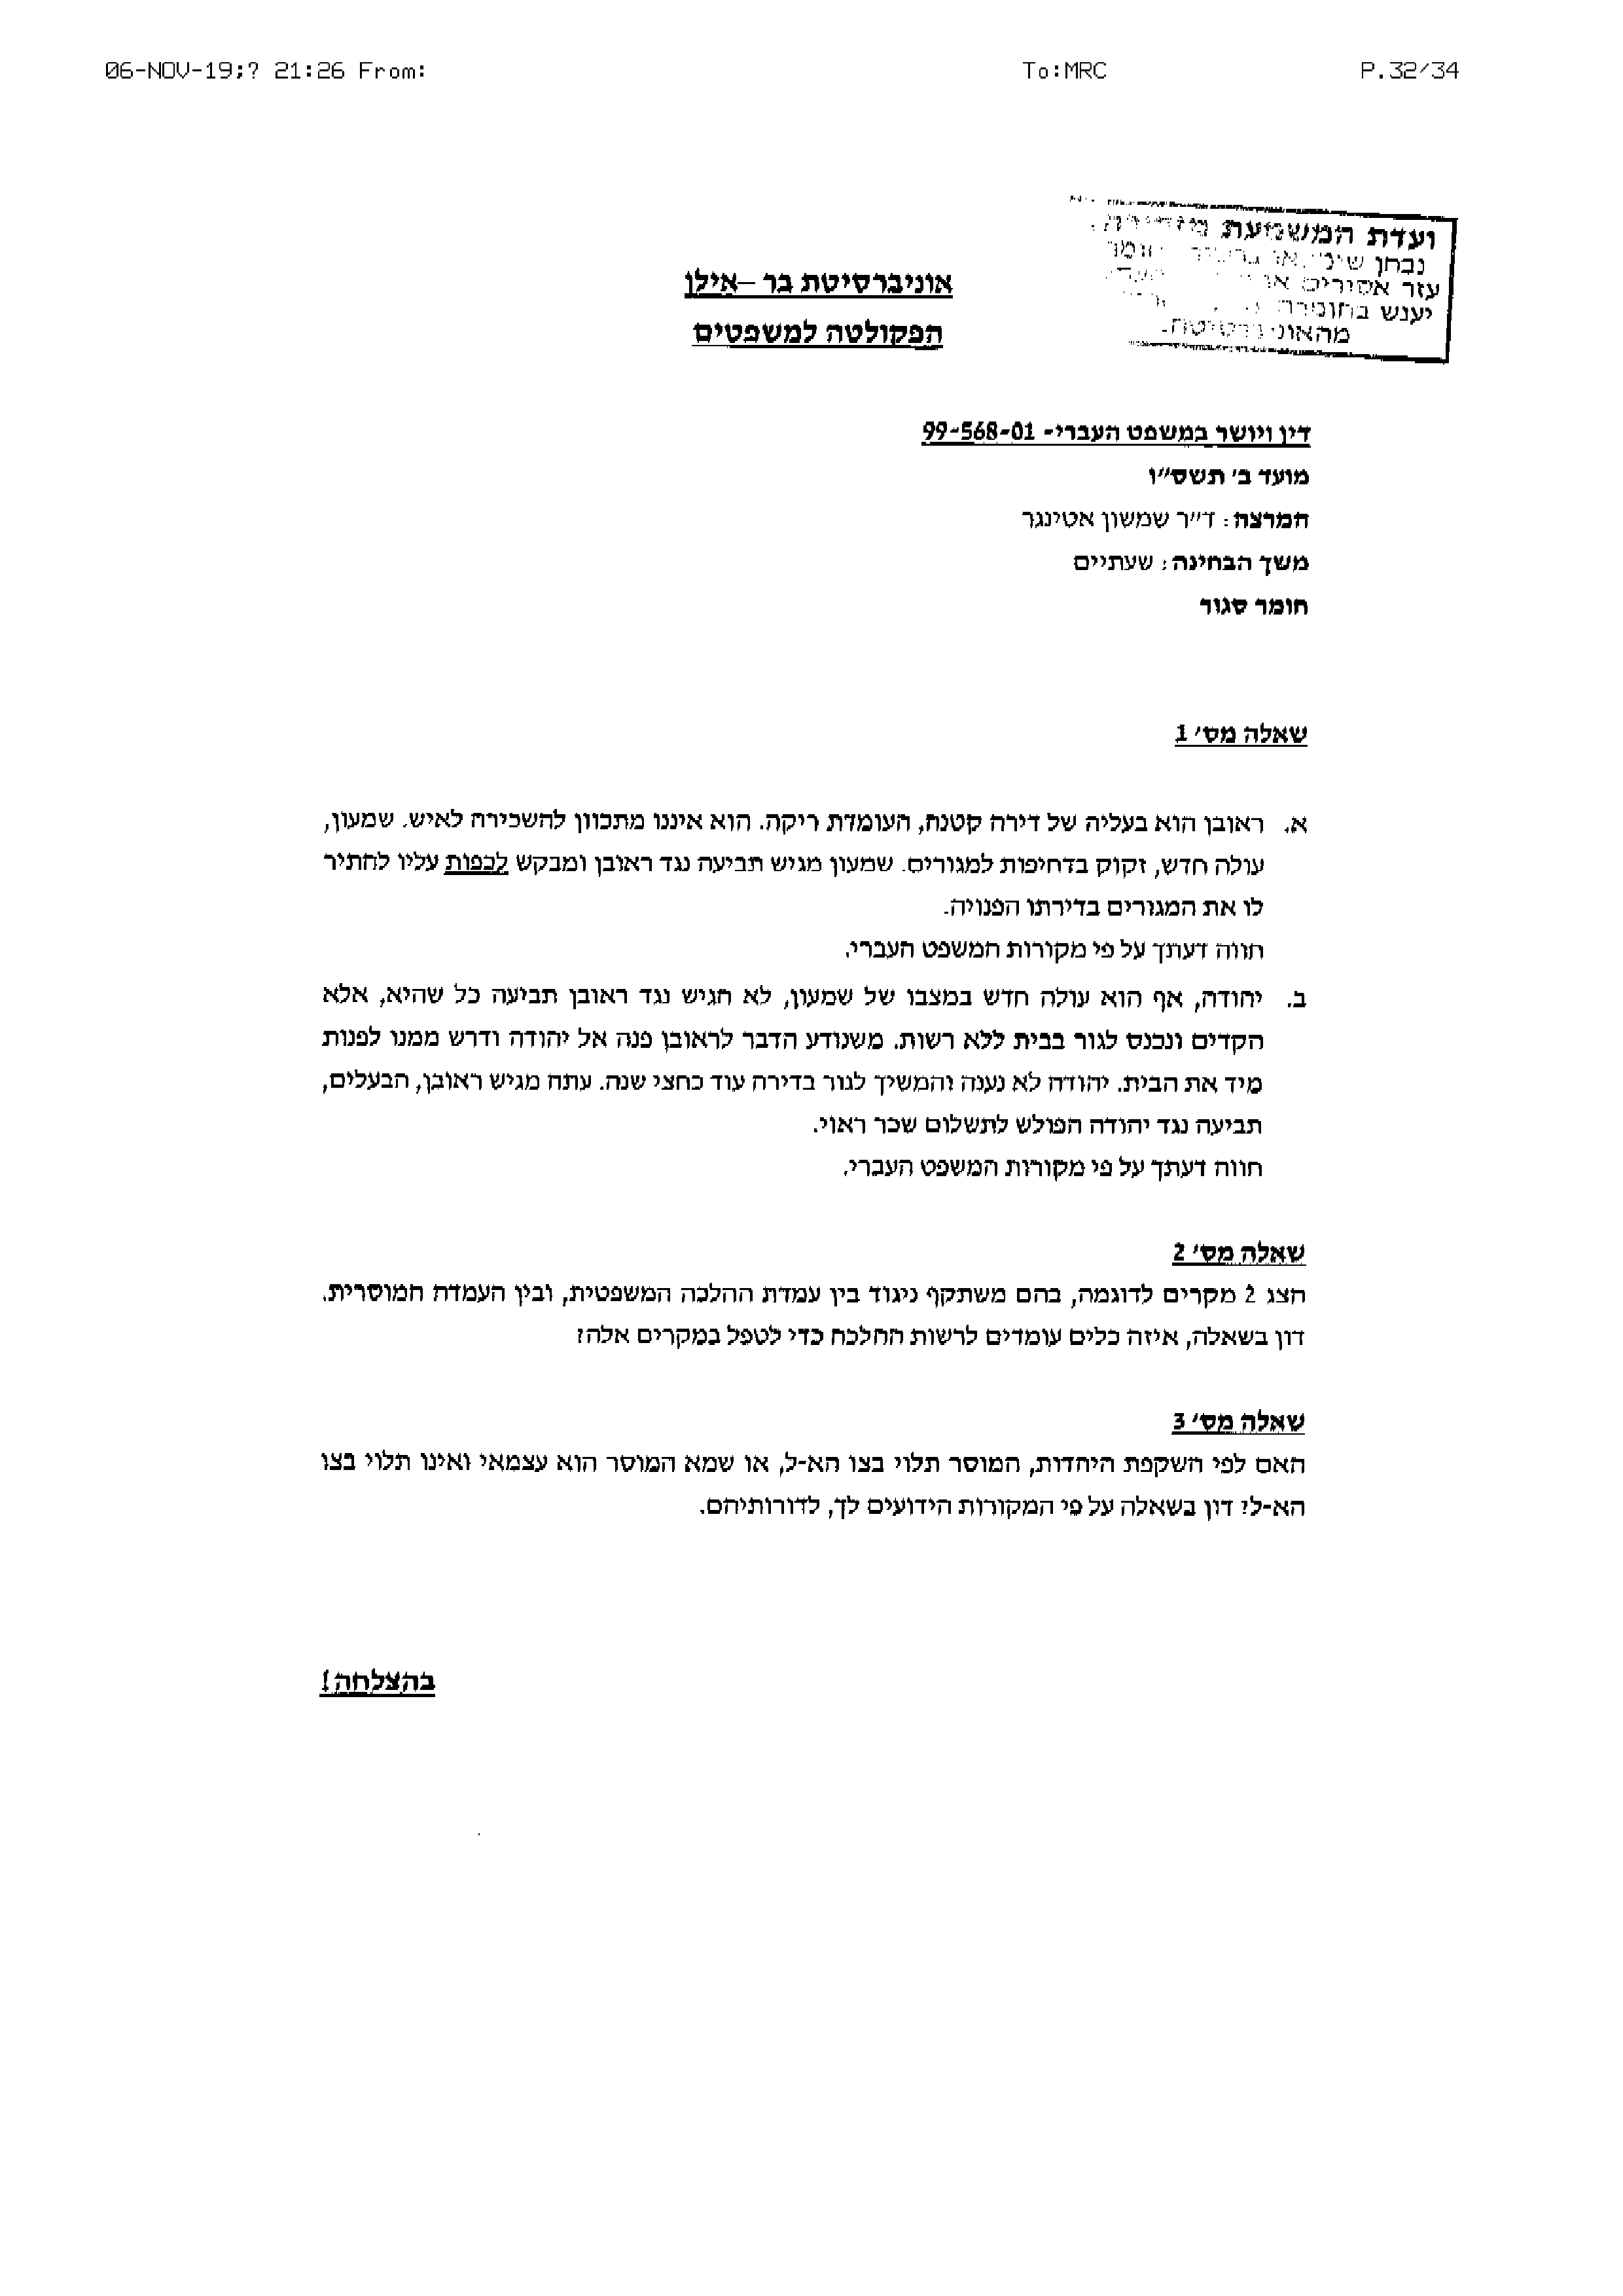 06-NOV-19;? 21:26 From: To:MRC P.32/34
ועדת המשמעת
נבחן
עזר אסורים
יענש בחומרה
אוניברסיטת בר –אילן
הפקולטה למשפטים
דין ויושר במשפט העברי- 99-568-01
מועד ב' תשס"ו
המרצה: ד"ר שמשון אטינגר
משך הבחינה: שעתיים
חומר סגור
שאלה מס' 1
א. ראובן הוא בעליה של דירה קטנה, העומדת ריקה. הוא איננו מתכוון להשכירה לאיש. שמעון,
עולה חדש, זקוק בדחיפות למגורים. שמעון מגיש תביעה נגד ראובן ומבקש לכפות עליו להתיר
לו את המגורים בדירתו הפנויה.
חווה דעתך על פי מקורות המשפט העברי.
ב. יהודה, אף הוא עולה חדש במצבו של שמעון, לא הגיש נגד ראובן תביעה כל שהיא, אלא
הקדים ונכנס לגור בבית ללא רשות. משנודע הדבר לראובן פנה אל יהודה ודרש ממנו לפנות
מיד את הבית. יהודה לא נענה והמשיך לגור בדירה עוד כחצי שנה. עתה מגיש ראובן, הבעלים,
תביעה נגד יהודה הפולש לתשלום שכר ראוי.
חווה דעתך על פי מקורות המשפט העברי.
שאלה מס' 2
הצג 2 מקרים לדוגמה, בהם משתקף ניגוד בין עמדת ההלכה המשפטית, ובין העמדה המוסרית.
דון בשאלה, איזה כלים עומדים לרשות ההלכה כדי לטפל במקרים אלה?
שאלה מס' 3
האם לפי השקפת היהדות, המוסר תלוי בצו הא-ל, או שמא המוסר הוא עצמאי ואינו תלוי בצו
הא-ל? דון בשאלה על פי המקורות הידועים לך, לדורותיהם.
בהצלחה!